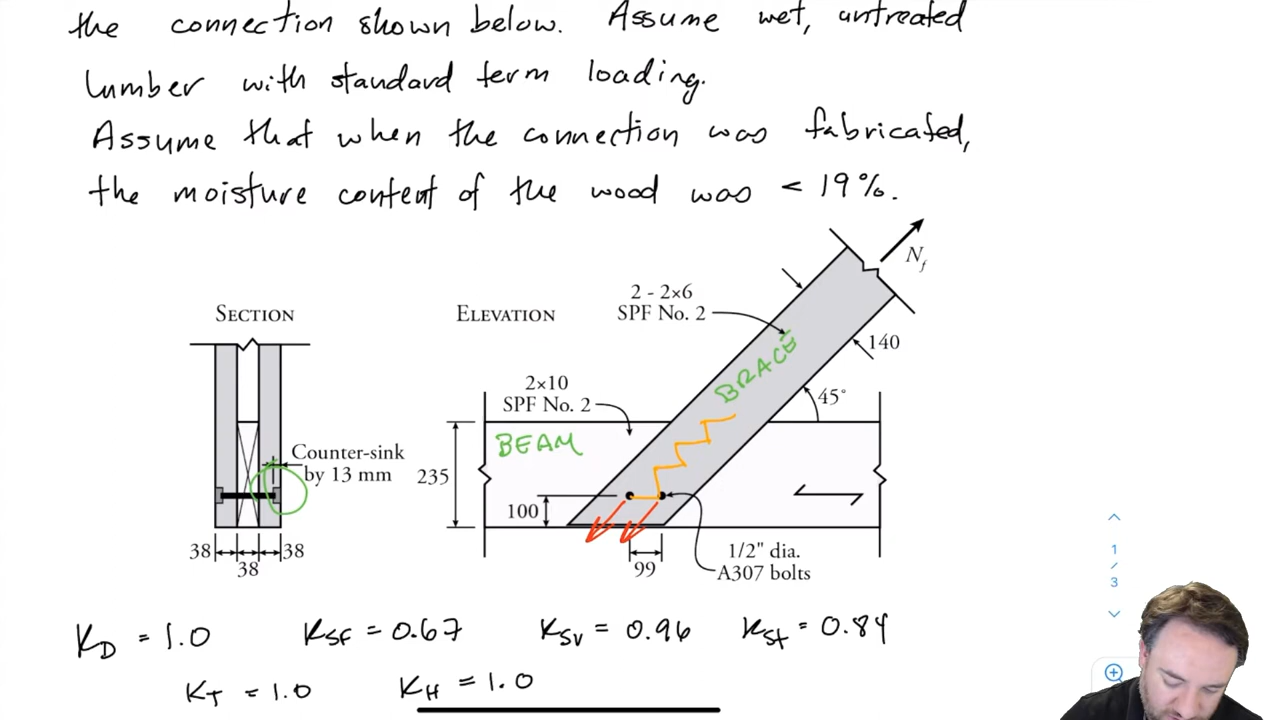 the connection shown below. Assume wet, untreated
lumber with standard term loading.
Assume that when the connection was fabricated,
the moisture content of the wood was < 19%.
N_f
2 - 2×6
SPF No. 2
SECTION
ELEVATION
BRACE
140
2×10
SPF No. 2
45°
BEAM
Counter-sink
by 13 mm
235
100
38
38
38
99
1/2" dia.
A307 bolts
1
/
3
K_D = 1.0 K_SF = 0.67 K_SV = 0.96 K_St = 0.84
K_T = 1.0 K_H = 1.0